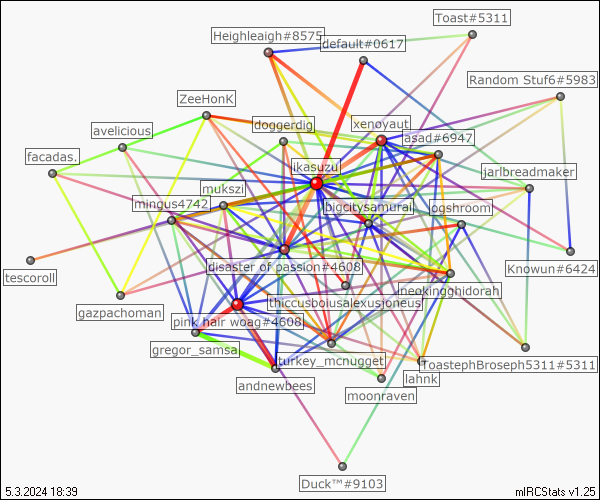 Toast#5311
Heighleigh#8575
default#0617
Random Stuf6#5983
ZeeHonK
doggerdig
xenoyaut
avelicious
asad#6947
facadas.
ikasuzu
jarlbreadmaker
mukszi
mingus4742
bigcitysamurai
ogshroom
disaster of passion#4608
Knowun#6424
tescoroll
neekingghidorah
thiccusboiusalexusjoneus
gazpachoman
pink hair woag#4608
gregor_samsa
turkey_mcnugget
ToastephBroseph5311#5311
lahnk
andnewbees
moonraven
Duck™#9103
5.3.2024 18:39
mIRCStats v1.25